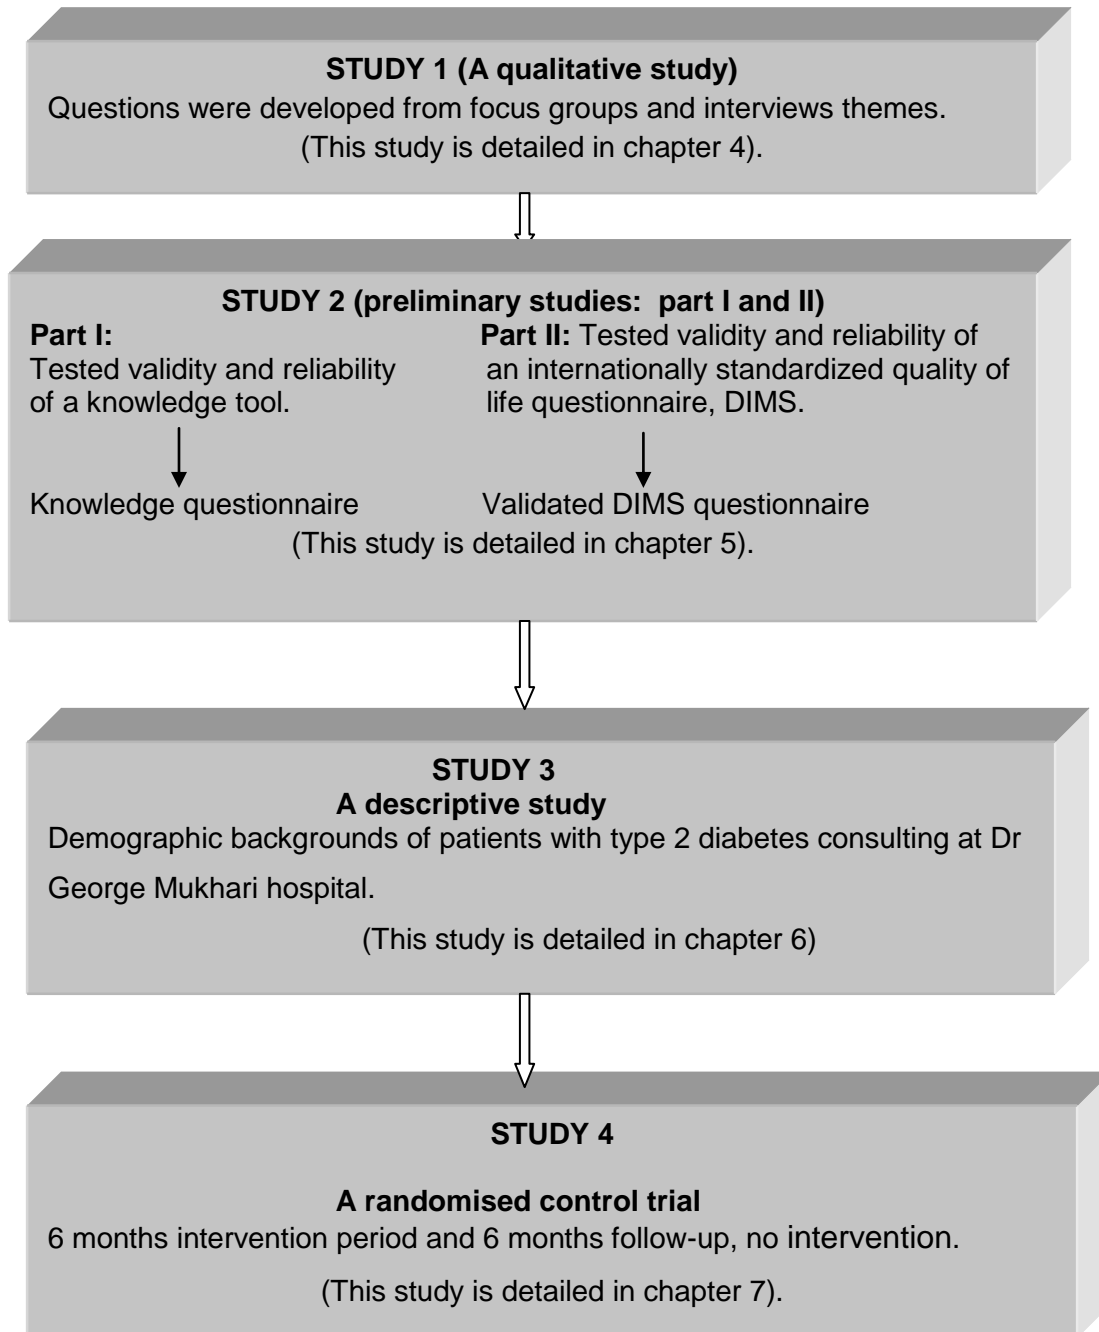 STUDY 1 (A qualitative study)
Questions were developed from focus groups and interviews themes.
(This study is detailed in chapter 4).
STUDY 2 (preliminary studies: part I and II)
Part I:
Tested validity and reliability
of a knowledge tool.
Knowledge questionnaire
Part II: Tested validity and reliability of
an internationally standardized quality of
life questionnaire, DIMS.
Validated DIMS questionnaire
(This study is detailed in chapter 5).
STUDY 3
A descriptive study
Demographic backgrounds of patients with type 2 diabetes consulting at Dr
George Mukhari hospital.
(This study is detailed in chapter 6)
STUDY 4
A randomised control trial
6 months intervention period and 6 months follow-up, no intervention.
(This study is detailed in chapter 7).